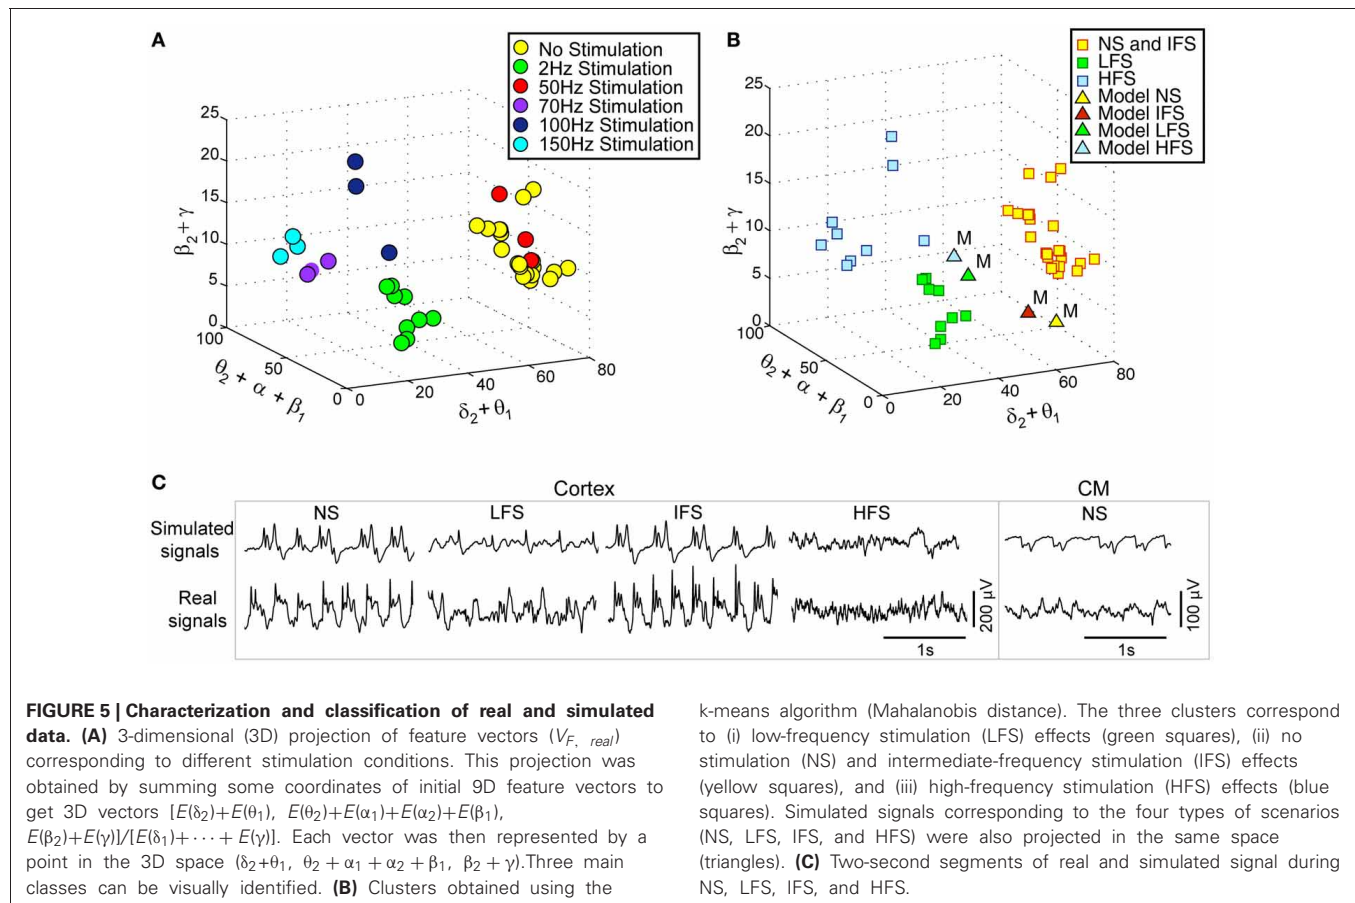 A
No Stimulation
2Hz Stimulation
50Hz Stimulation
70Hz Stimulation
100Hz Stimulation
150Hz Stimulation
25
20
15
10
5
0
β2+ γ
100
50
0
θ2 + α + β1
0
20
40
60
80
δ2+θ1
B
NS and IFS
LFS
HFS
Model NS
Model IFS
Model LFS
Model HFS
25
20
15
10
5
0
β2+ γ
100
50
0
θ2 + α + β1
0
20
40
60
80
δ2+θ1
M
M
M
M
C
Cortex
CM
NS
LFS
IFS
HFS
NS
Simulated
signals
Real
signals
200 μV
1s
100 μV
1s
FIGURE 5 | Characterization and classification of real and simulated
data. (A) 3-dimensional (3D) projection of feature vectors (VF, real)
corresponding to different stimulation conditions. This projection was
obtained by summing some coordinates of initial 9D feature vectors to
get 3D vectors [E(δ2)+E(θ1), E(θ2)+E(α1)+E(α2)+E(β1),
E(β2)+E(γ)]/[E(δ1)+· · ·+ E(γ)]. Each vector was then represented by a
point in the 3D space (δ2+θ1, θ2 + α1 + α2 + β1, β2 + γ).Three main
classes can be visually identified. (B) Clusters obtained using the
k-means algorithm (Mahalanobis distance). The three clusters correspond
to (i) low-frequency stimulation (LFS) effects (green squares), (ii) no
stimulation (NS) and intermediate-frequency stimulation (IFS) effects
(yellow squares), and (iii) high-frequency stimulation (HFS) effects (blue
squares). Simulated signals corresponding to the four types of scenarios
(NS, LFS, IFS, and HFS) were also projected in the same space
(triangles). (C) Two-second segments of real and simulated signal during
NS, LFS, IFS, and HFS.